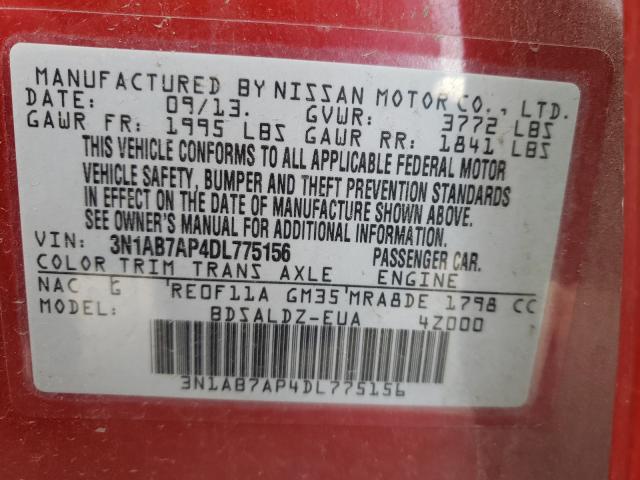 MANUFACTURED BY NISSAN MOTOR CO., LTD.
DATE: 09/13. GVWR: 3772 LBS
GAWR FR: 1995 LBS GAWR RR: 1841 LBS
THIS VEHICLE CONFORMS TO ALL APPLICABLE FEDERAL MOTOR
VEHICLE SAFETY, BUMPER AND THEFT PREVENTION STANDARDS
IN EFFECT ON THE DATE OF MANUFACTURE SHOWN ABOVE.
SEE OWNER'S MANUAL FOR ADDITIONAL INFORMATION.
VIN: 3N1AB7AP4DL775156 PASSENGER CAR.
COLOR TRIM TRANS AXLE ENGINE
NAC G RE0F11A GM35 MRA8DE 1798 CC
MODEL: BDSALDZ-EUA 4Z000
3N1AB7AP4DL775156